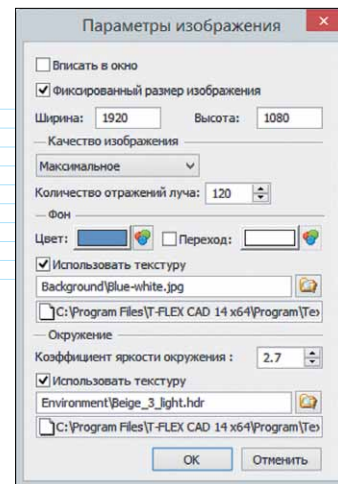 Параметры изображения
Вписать в окно
Фиксированный размер изображения
Ширина: 1920 Высота: 1080
Качество изображения
Максимальное
Количество отражений луча: 120
Фон
Цвет: Переход:
Использовать текстуру
Background\Blue-white.jpg
C:\Program Files\T-FLEX CAD 14 x64\Program\Te
Окружение
Коэффициент яркости окружения : 2.7
Использовать текстуру
Environment\Beige_3_light.hdr
C:\Program Files\T-FLEX CAD 14 x64\Program\Te
ОК Отменить